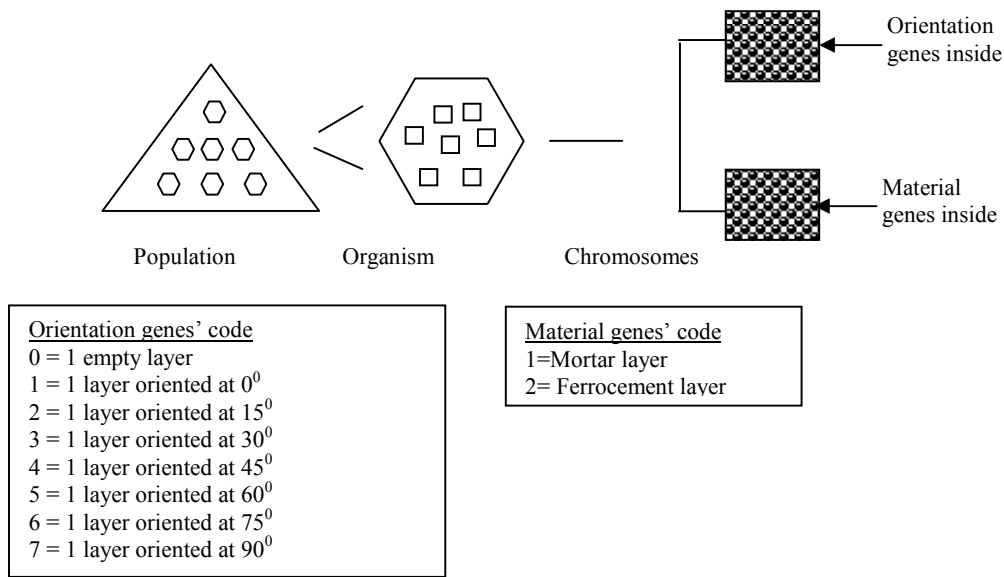 Orientation
genes inside
Material
genes inside
Population
Organism
Chromosomes
Orientation genes’ code
0 = 1 empty layer
1 = 1 layer oriented at 0⁰
2 = 1 layer oriented at 15⁰
3 = 1 layer oriented at 30⁰
4 = 1 layer oriented at 45⁰
5 = 1 layer oriented at 60⁰
6 = 1 layer oriented at 75⁰
7 = 1 layer oriented at 90⁰
Material genes’ code
1=Mortar layer
2= Ferrocement layer